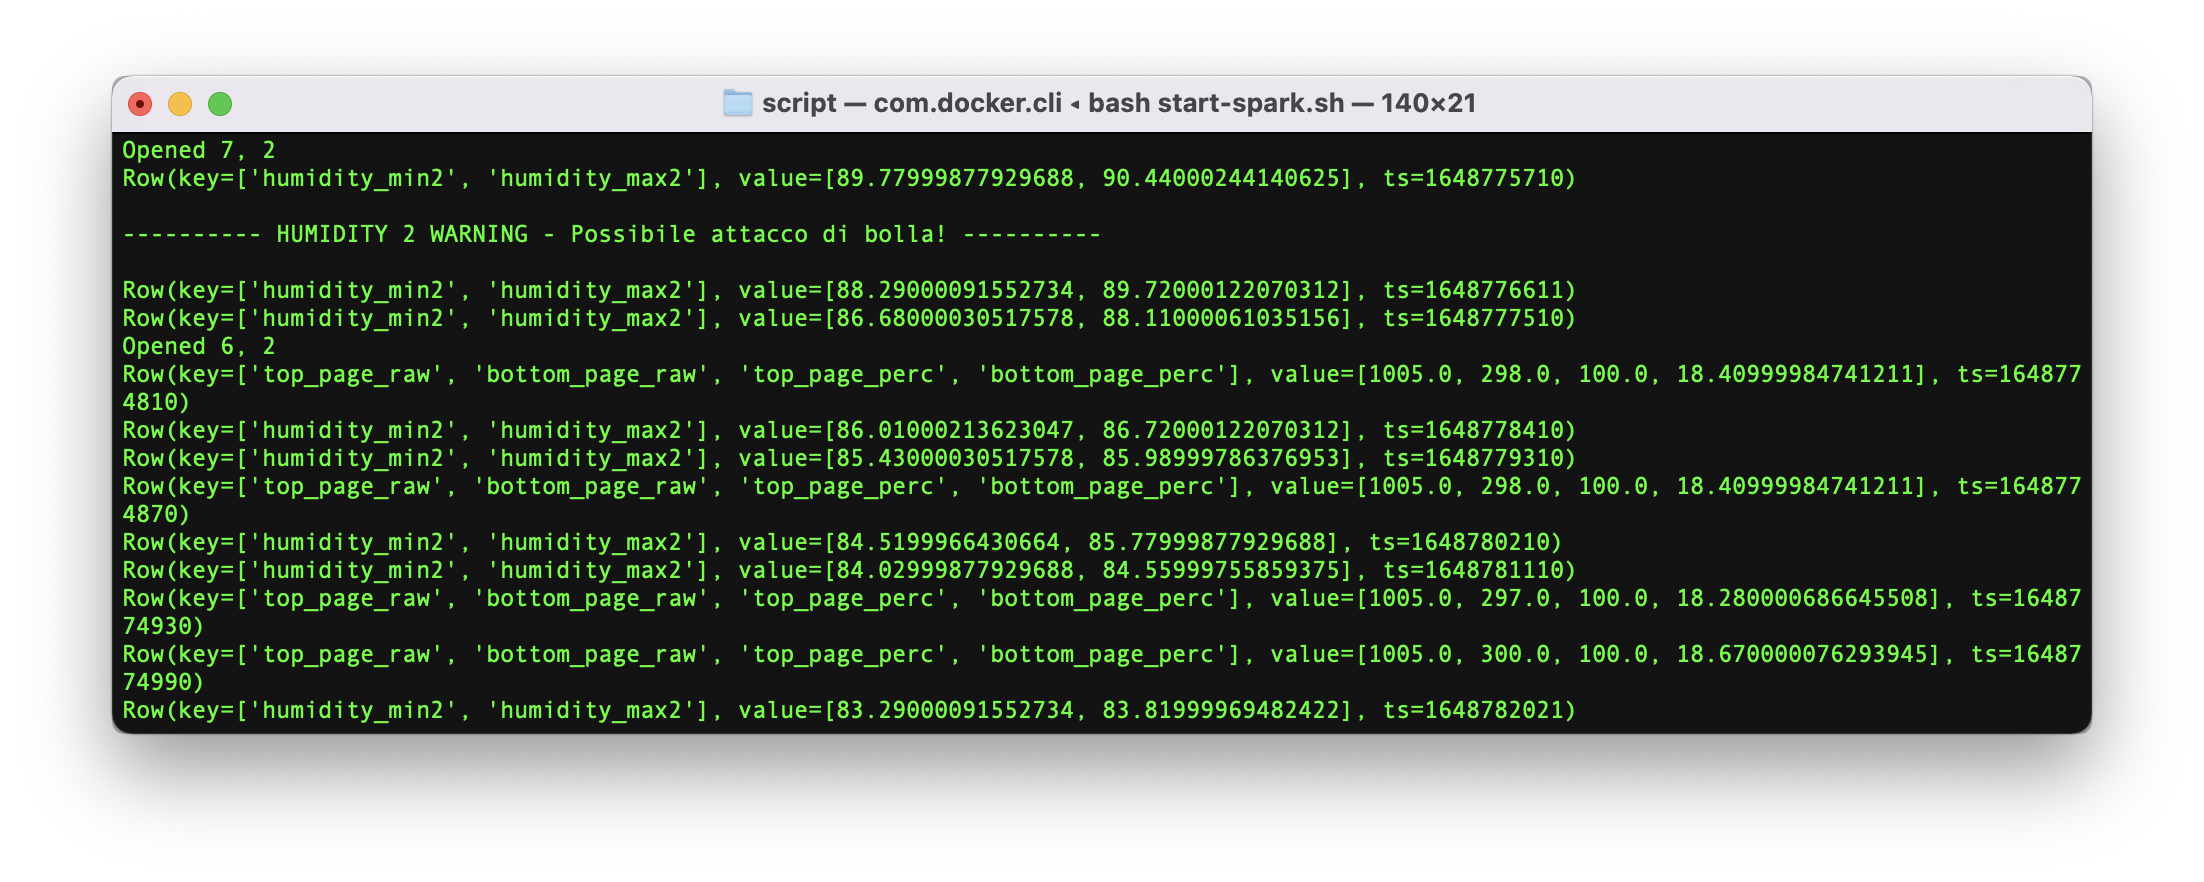 script — com.docker.cli ◂ bash start-spark.sh — 140×21
Opened 7, 2
Row(key=['humidity_min2', 'humidity_max2'], value=[89.77999877929688, 90.44000244140625], ts=1648775710)
---------- HUMIDITY 2 WARNING - Possibile attacco di bolla! ----------
Row(key=['humidity_min2', 'humidity_max2'], value=[88.29000091552734, 89.72000122070312], ts=1648776611)
Row(key=['humidity_min2', 'humidity_max2'], value=[86.68000030517578, 88.11000061035156], ts=1648777510)
Opened 6, 2
Row(key=['top_page_raw', 'bottom_page_raw', 'top_page_perc', 'bottom_page_perc'], value=[1005.0, 298.0, 100.0, 18.40999984741211], ts=164877
4810)
Row(key=['humidity_min2', 'humidity_max2'], value=[86.01000213623047, 86.72000122070312], ts=1648778410)
Row(key=['humidity_min2', 'humidity_max2'], value=[85.43000030517578, 85.98999786376953], ts=1648779310)
Row(key=['top_page_raw', 'bottom_page_raw', 'top_page_perc', 'bottom_page_perc'], value=[1005.0, 298.0, 100.0, 18.40999984741211], ts=164877
4870)
Row(key=['humidity_min2', 'humidity_max2'], value=[84.5199966430664, 85.77999877929688], ts=1648780210)
Row(key=['humidity_min2', 'humidity_max2'], value=[84.02999877929688, 84.55999755859375], ts=1648781110)
Row(key=['top_page_raw', 'bottom_page_raw', 'top_page_perc', 'bottom_page_perc'], value=[1005.0, 297.0, 100.0, 18.280000686645508], ts=16487
74930)
Row(key=['top_page_raw', 'bottom_page_raw', 'top_page_perc', 'bottom_page_perc'], value=[1005.0, 300.0, 100.0, 18.670000076293945], ts=16487
74990)
Row(key=['humidity_min2', 'humidity_max2'], value=[83.29000091552734, 83.81999969482422], ts=1648782021)